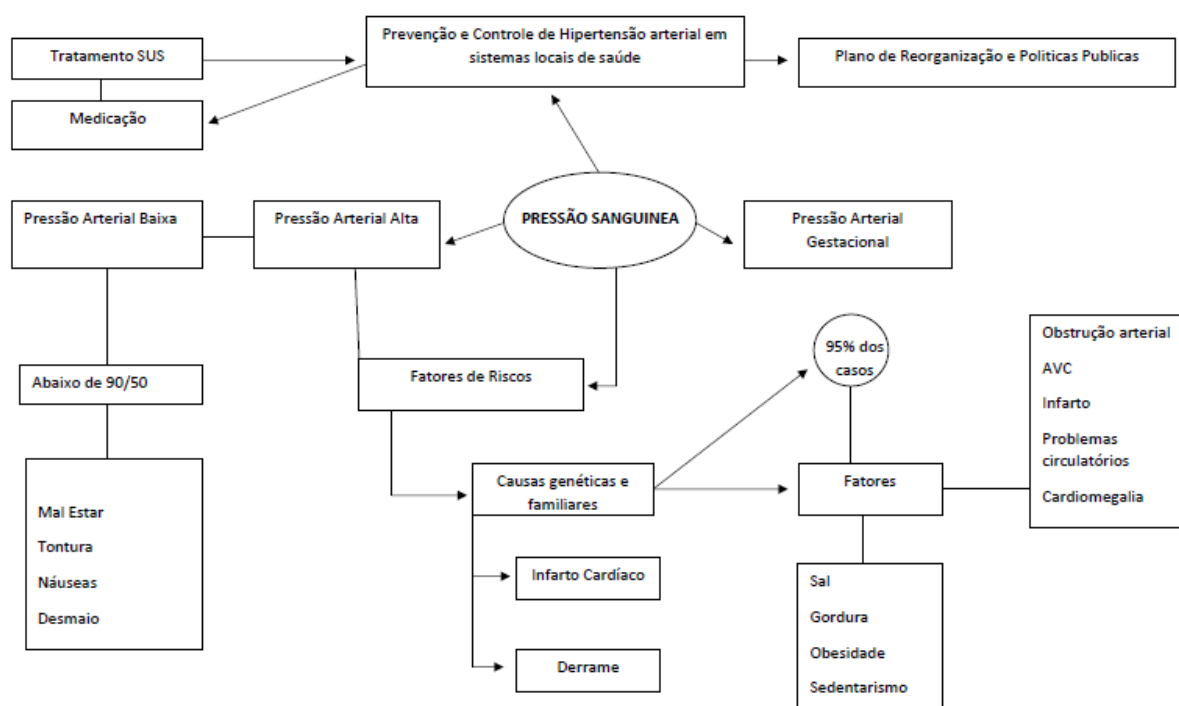 Tratamento SUS
Prevenção e Controle de Hipertensão arterial em
sistemas locais de saúde
Plano de Reorganização e Politicas Publicas
Medicação
Pressão Arterial Baixa
Pressão Arterial Alta
PRESSÃO SANGUINEA
Pressão Arterial
Gestacional
Abaixo de 90/50
Fatores de Riscos
95% dos
casos
Obstrução arterial
AVC
Infarto
Problemas
circulatórios
Cardiomegalia
Mal Estar
Tontura
Náuseas
Desmaio
Causas genéticas e
familiares
Fatores
Infarto Cardíaco
Derrame
Sal
Gordura
Obesidade
Sedentarismo